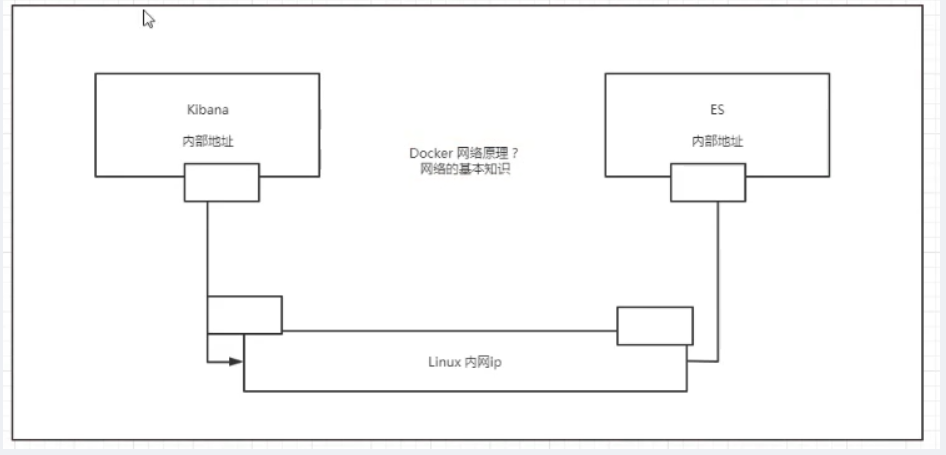 Kibana
内部地址
ES
内部地址
Docker 网络原理？
网络的基本知识
Linux 内网ip